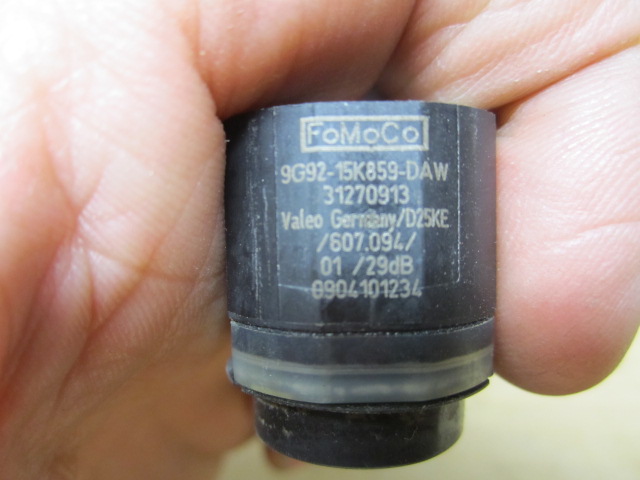 FoMoCo
9G92-15K859-DAW
31270913
Valeo Germany/D25KE
/607.094/
01 /29dB
0904101234